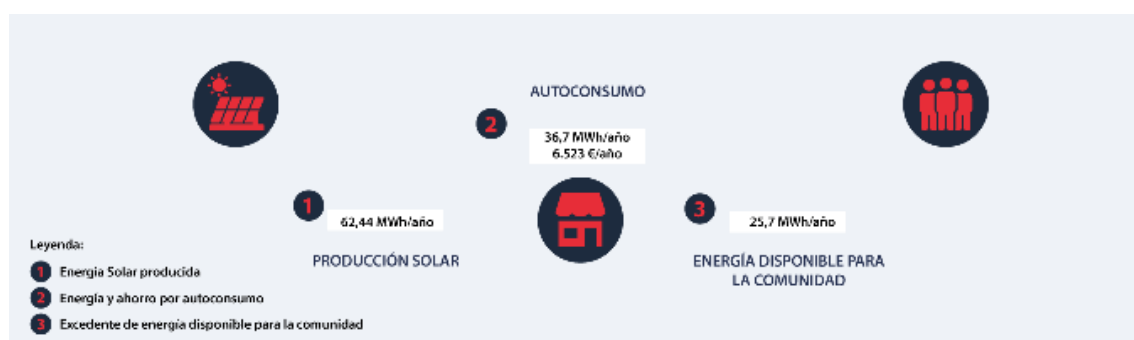 AUTOCONSUMO
2
36,7 MWh/año
6.523 €/año
1
62,44 MWh/año
PRODUCCIÓN SOLAR
3
25,7 MWh/año
ENERGÍA DISPONIBLE PARA
LA COMUNIDAD
Leyenda:
1 Energia Solar producida
2 Energía y ahorro por autoconsumo
3 Excedente de energía disponible para la comunidad